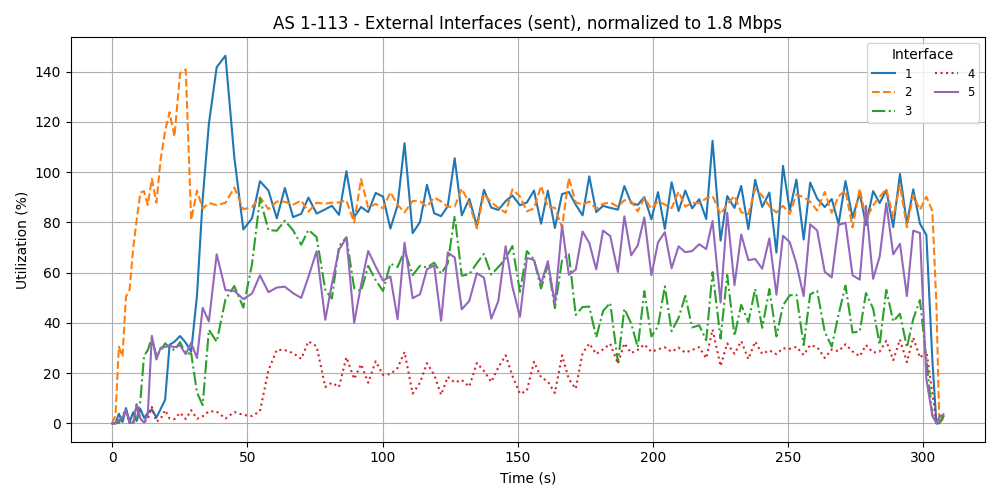 AS 1-113 - External Interfaces (sent), normalized to 1.8 Mbps
Utilization (%)
140
120
100
80
60
40
20
0
0 50 100 150 200 250 300
Time (s)
Interface
1 4
2 5
3